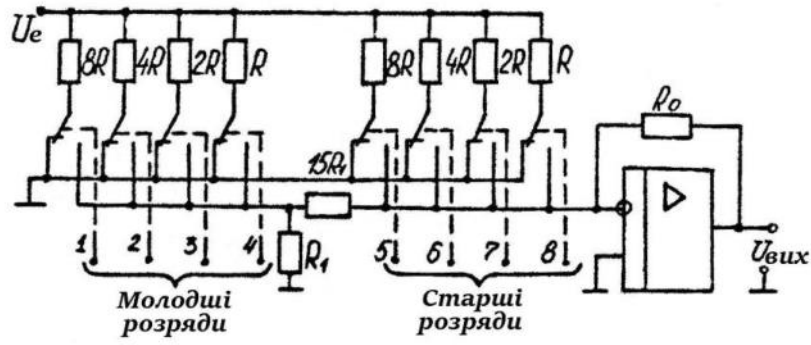 Uе
8R 4R 2R R 8R 4R 2R R
R0
15R1
1 2 3 4 R1 5 6 7 8
Uвих
Молодші Старші
розряди розряди